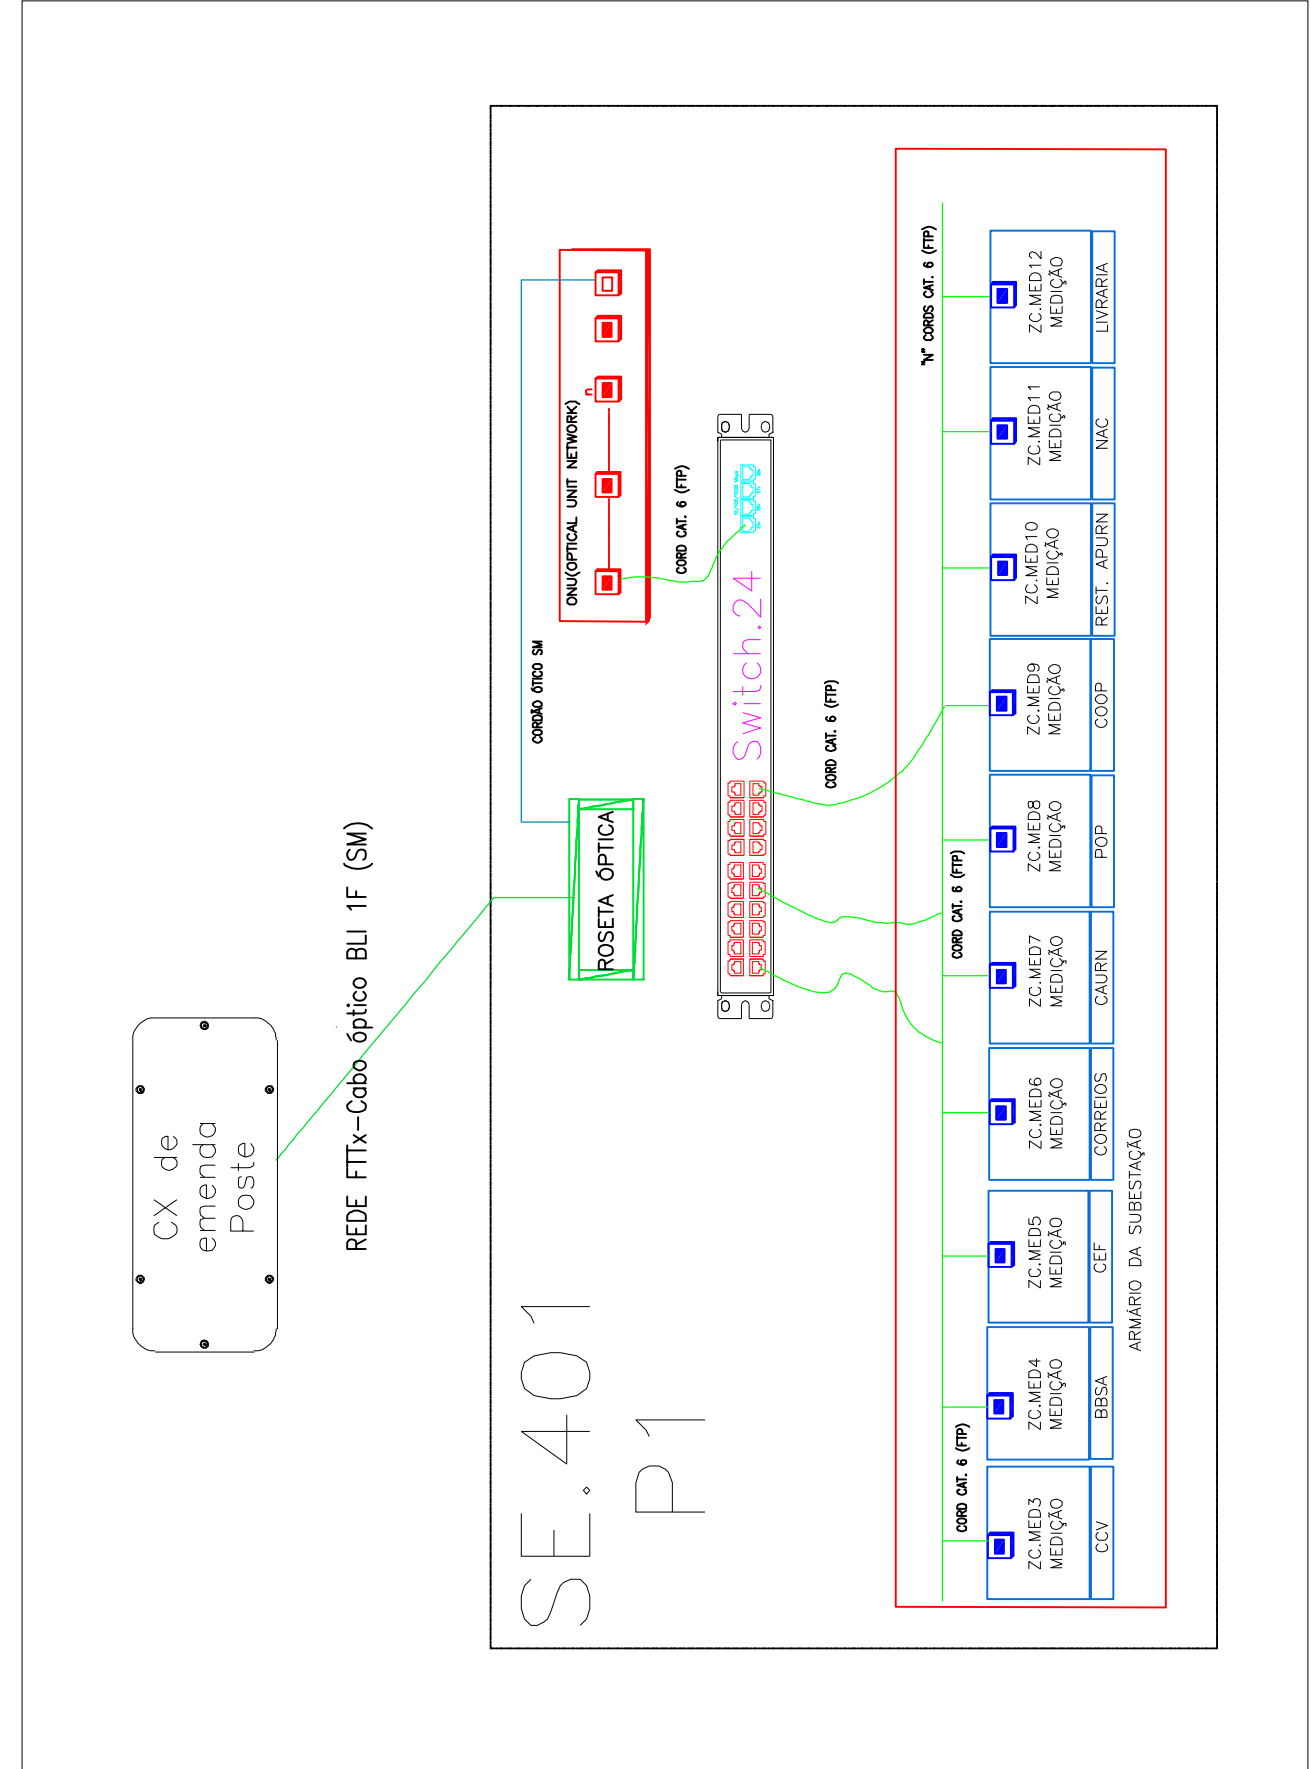 CX de
emenda
Poste
REDE FTTx-Cabo óptico BLI 1F (SM)
SE.401
P1
ROSETA ÓPTICA
CORDÃO ÓTICO SM
ONU(OPTICAL UNIT NETWORK)
n
CORD CAT. 6 (FTP)
Switch.24
CORD CAT. 6 (FTP)
"N" CORDS CAT. 6 (FTP)
CORD CAT. 6 (FTP)
CORD CAT. 6 (FTP)
ZC.MED3
MEDIÇÃO
CCV
ZC.MED4
MEDIÇÃO
BBSA
ZC.MED5
MEDIÇÃO
CEF
ZC.MED6
MEDIÇÃO
CORREIOS
ZC.MED7
MEDIÇÃO
CAURN
ZC.MED8
MEDIÇÃO
POP
ZC.MED9
MEDIÇÃO
COOP
ZC.MED10
MEDIÇÃO
REST. APURN
ZC.MED11
MEDIÇÃO
NAC
ZC.MED12
MEDIÇÃO
LIVRARIA
ARMÁRIO DA SUBESTAÇÃO